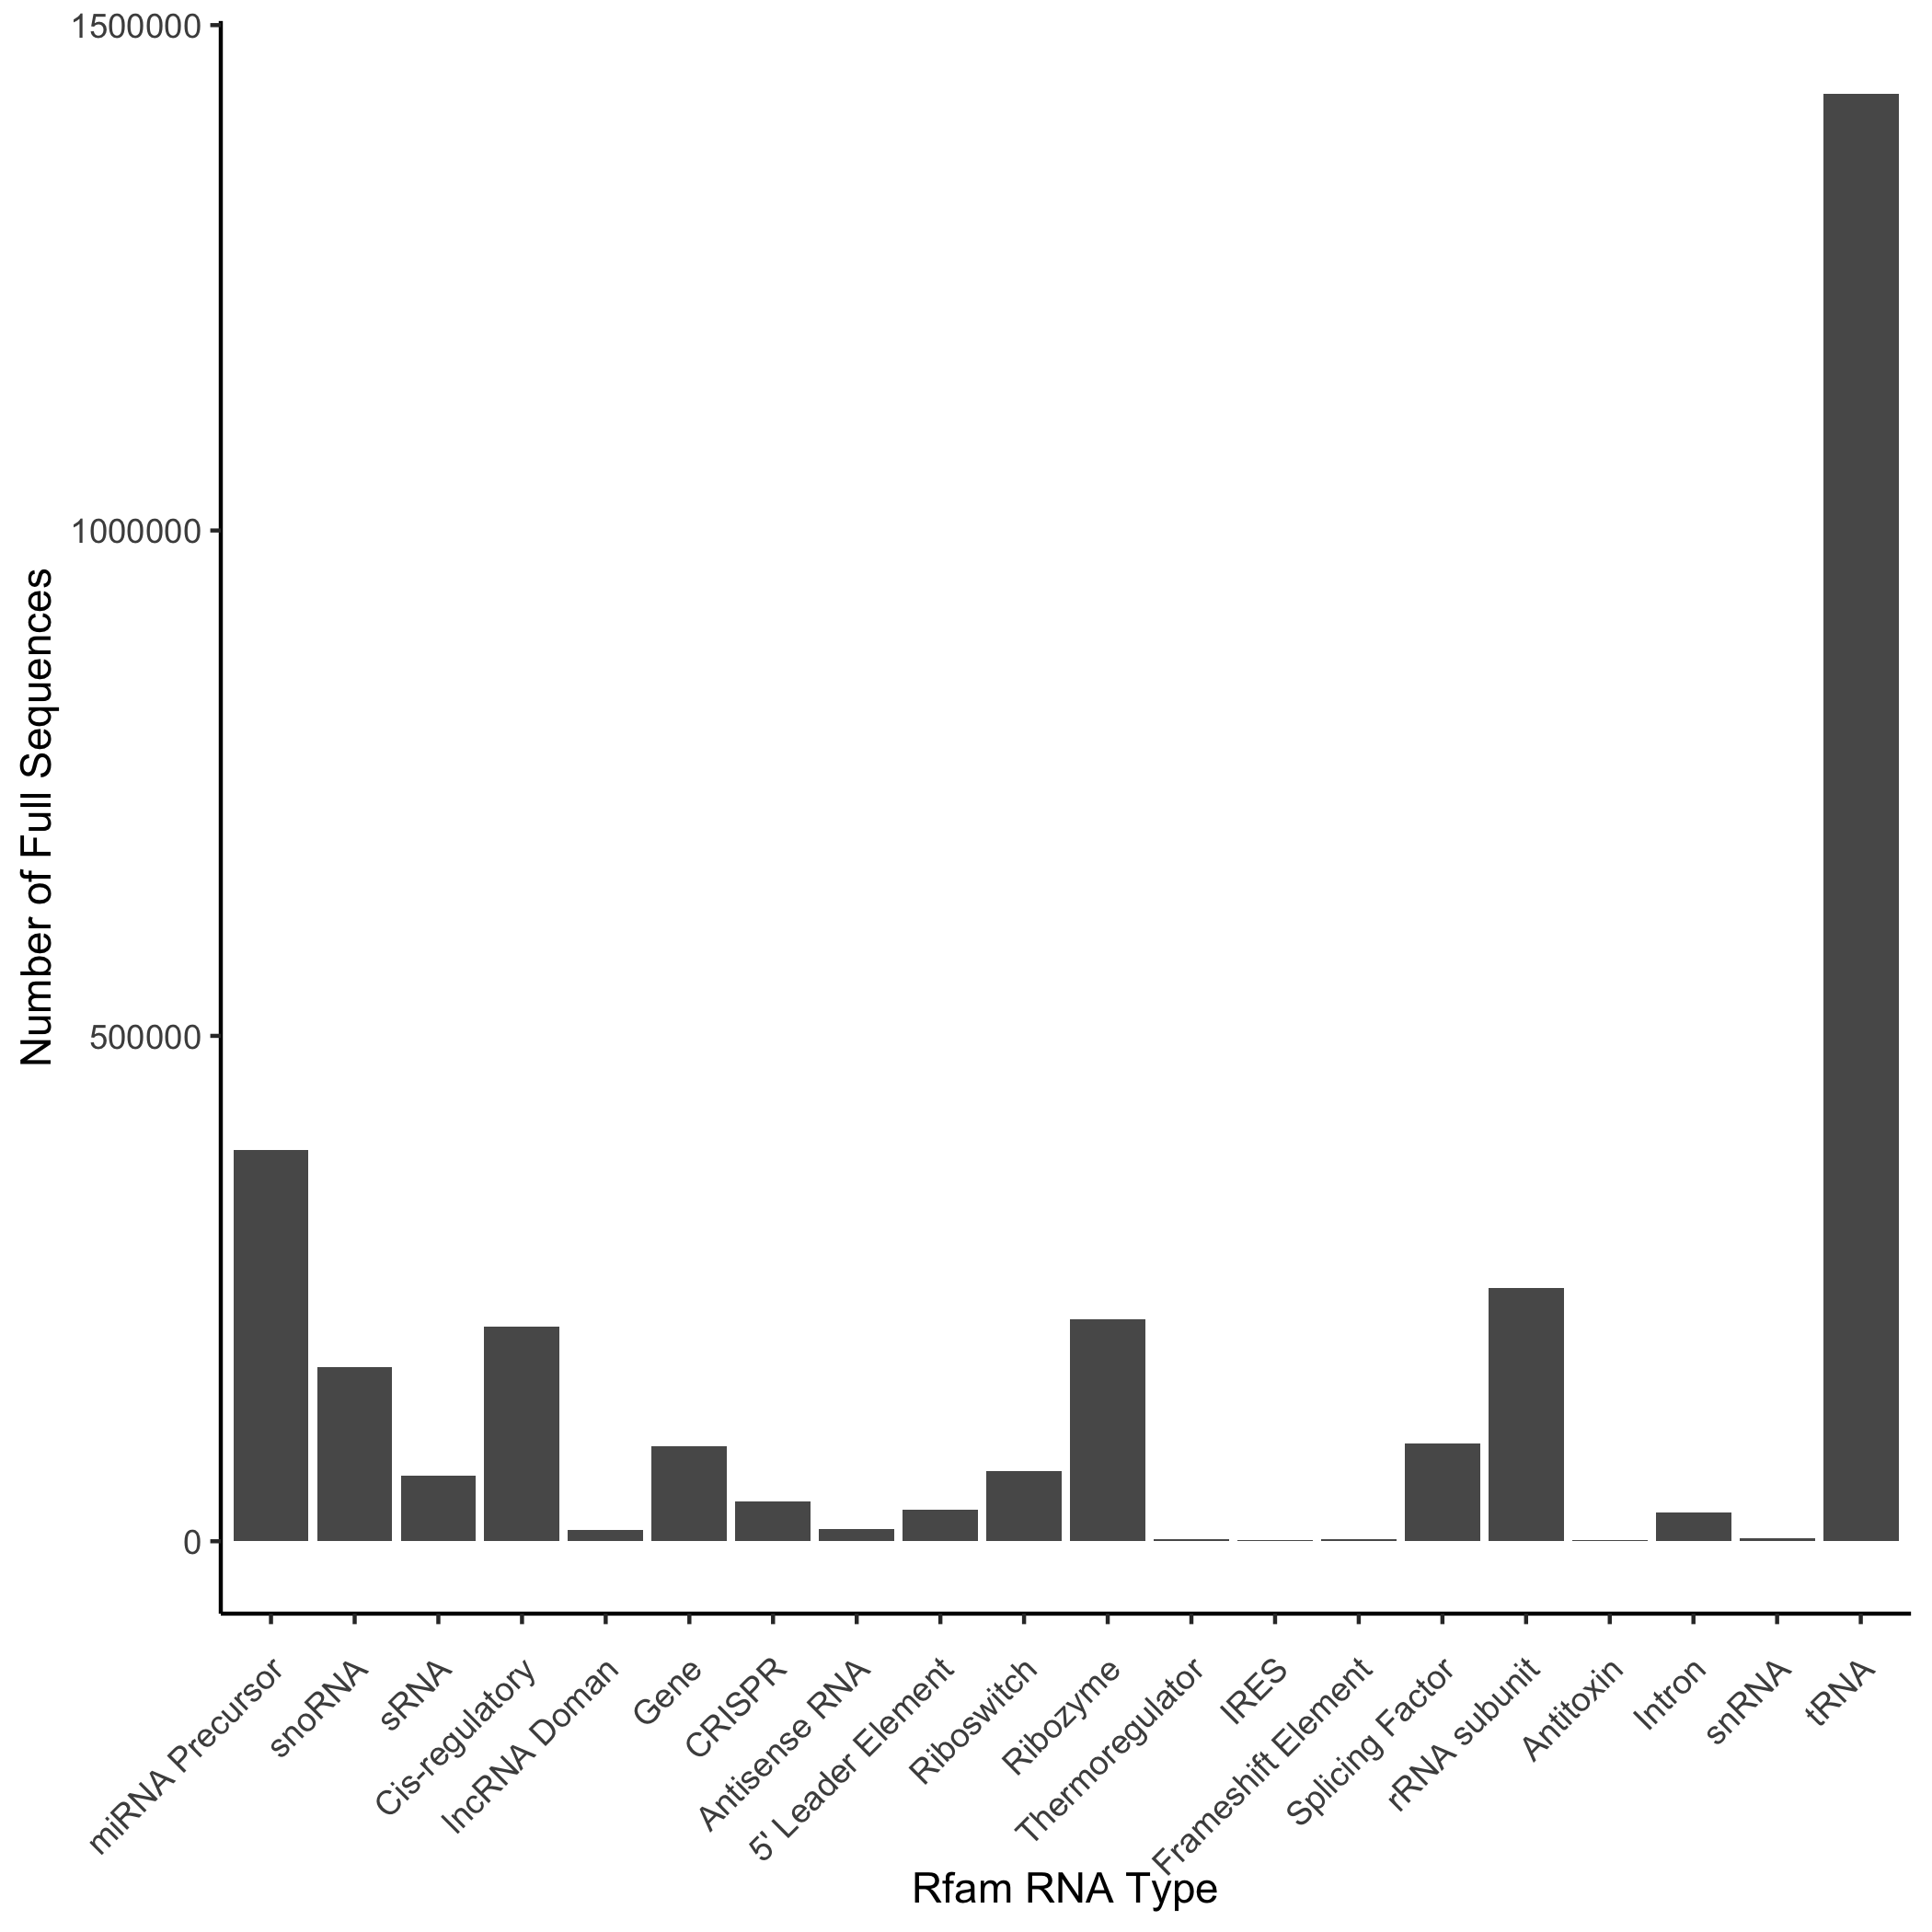 1500000
1000000
500000
0
Number of Full Sequences
miRNA Precursor
snoRNA
sRNA
Cis-regulatory
lncRNA Doman
Gene
CRISPR
Antisense RNA
5' Leader Element
Riboswitch
Ribozyme
Thermoregulator
IRES
Frameshift Element
Splicing Factor
rRNA subunit
Antitoxin
Intron
snRNA
tRNA
Rfam RNA Type